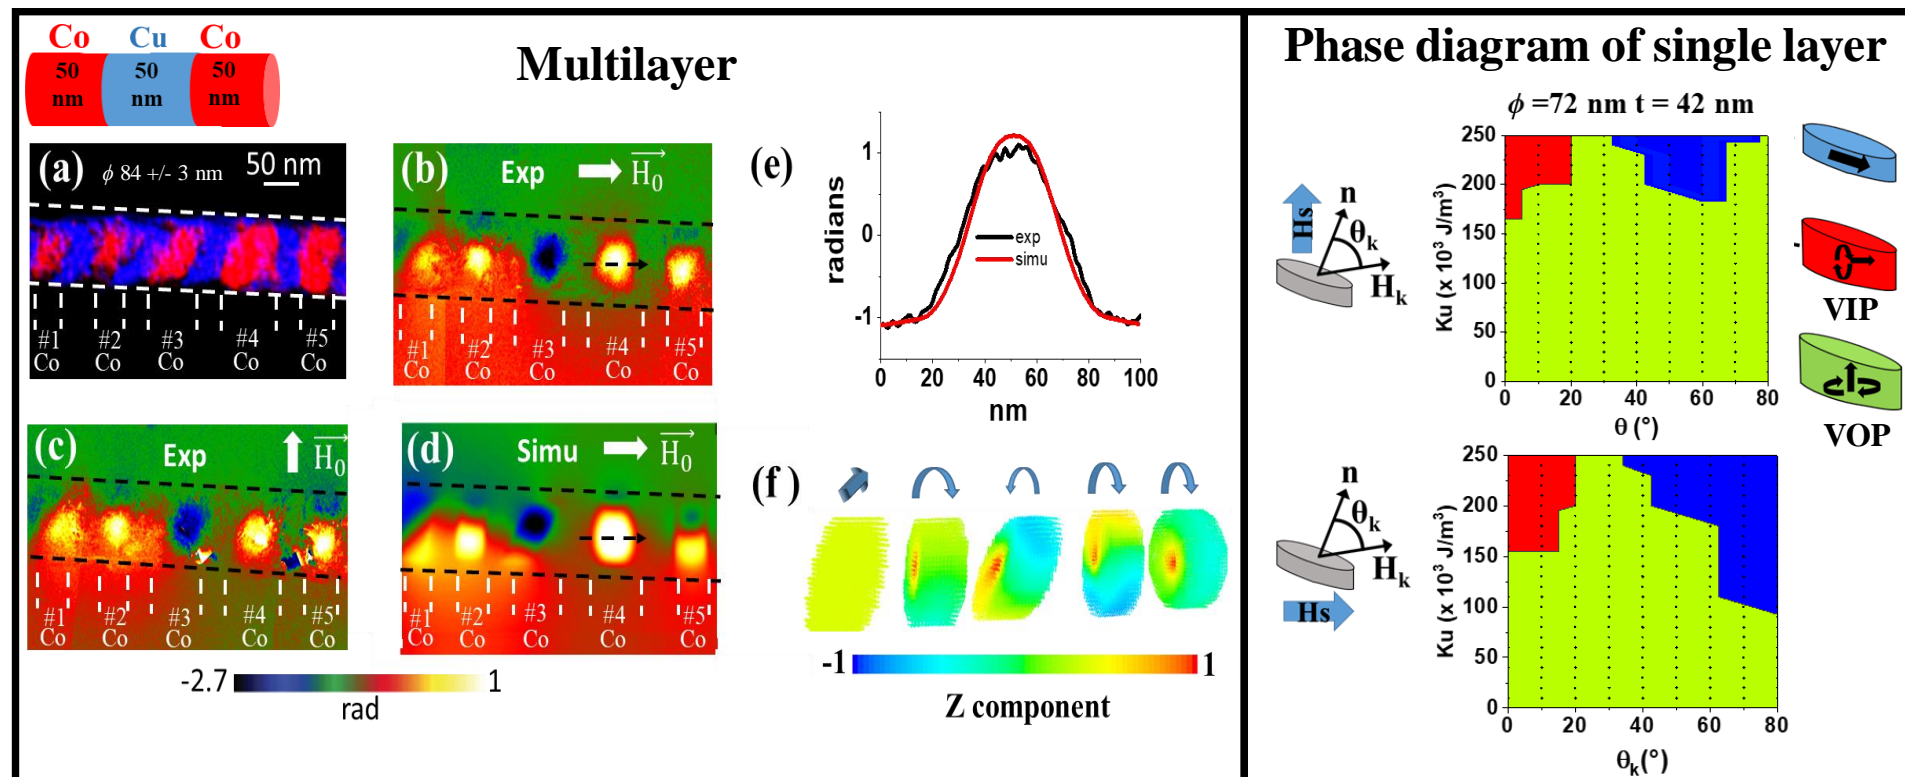 Multilayer
Co Cu Co
50 nm 50 nm 50 nm
(a)
ϕ 84 +/- 3 nm
50 nm
#1 Co #2 Co #3 Co #4 Co #5 Co
(b)
Exp
H₀
#1 Co #2 Co #3 Co #4 Co #5 Co
(c)
Exp
H₀
#1 Co #2 Co #3 Co #4 Co #5 Co
(d)
Simu
H₀
#1 Co #2 Co #3 Co #4 Co #5 Co
-2.7 1
rad
(e)
radians
1
0
-1
exp
simu
0 20 40 60 80 100
nm
(f )
-1 1
Z component
Phase diagram of single layer
ϕ =72 nm t = 42 nm
Hs
n
θk
Hk
Ku (x 10³ J/m³)
250
200
150
100
50
0
0 20 40 60 80
θ (°)
VIP
VOP
n
θk
Hk
Hs
Ku (x 10³ J/m³)
250
200
150
100
50
0
0 20 40 60 80
θk(°)